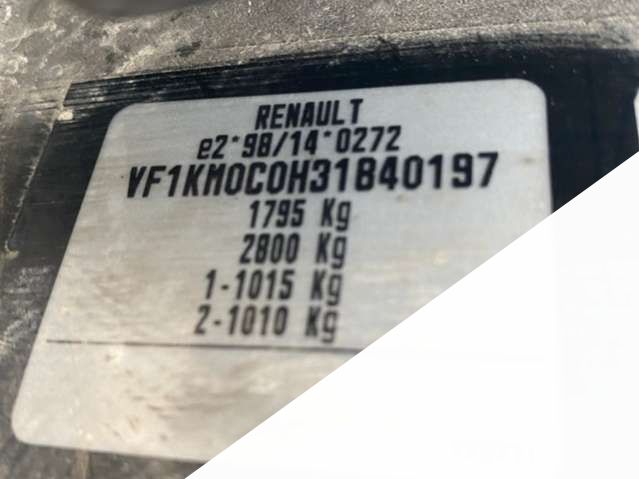 RENAULT
e2*98/14*0272
VF1KM0C0H31840197
1795 Kg
2800 Kg
1-1015 Kg
2-1010 Kg